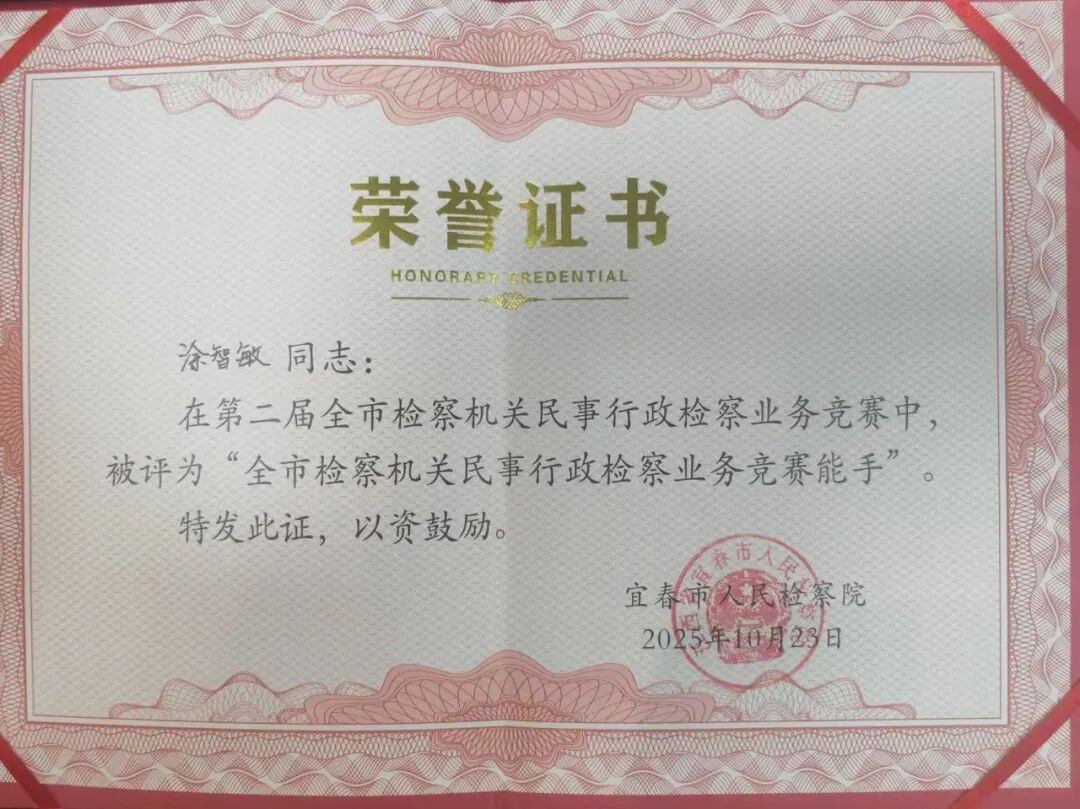 荣誉证书
HONORARY CREDENTIAL
涂智敏 同志：
在第二届全市检察机关民事行政检察业务竞赛中，
被评为“全市检察机关民事行政检察业务竞赛能手”。
特发此证，以资鼓励。
宜春市人民检察院
2025年10月23日